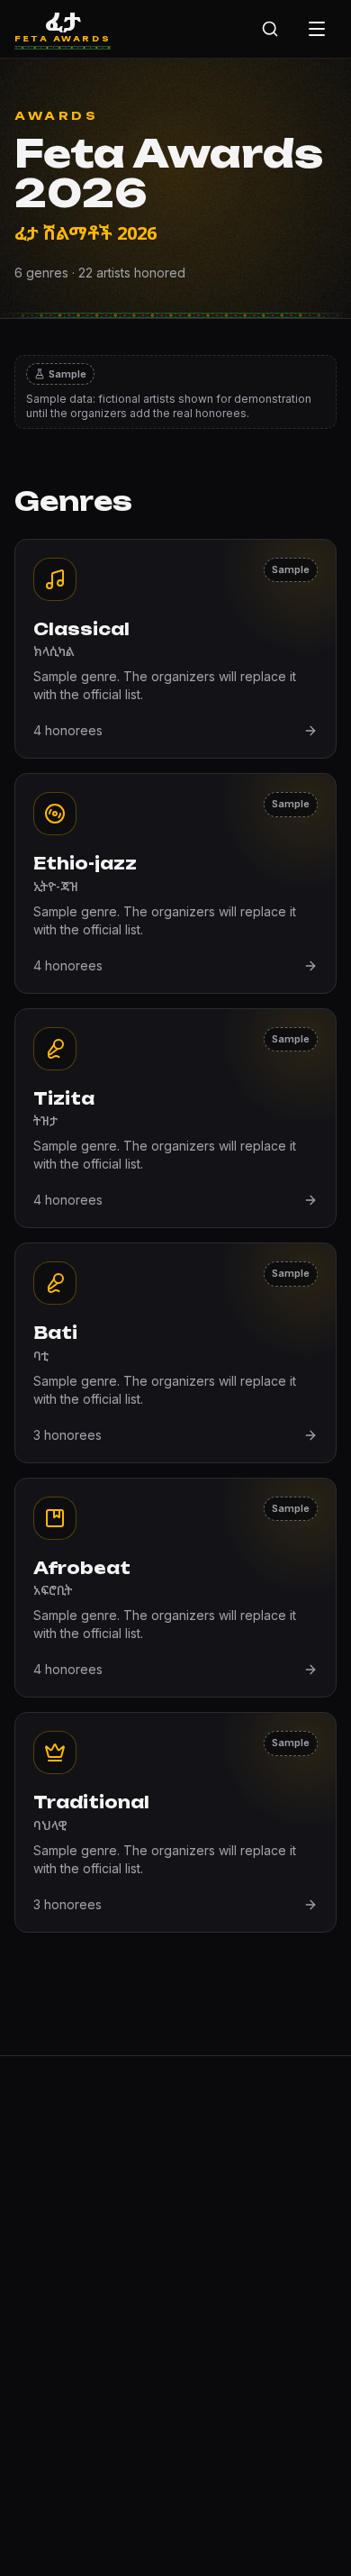 ፈታ
FETA AWARDS
AWARDS
Feta Awards
2026
ፈታ ሽልማቶች 2026
6 genres · 22 artists honored
Sample
Sample data: fictional artists shown for demonstration
until the organizers add the real honorees.
Genres
Sample
Classical
ክላሲካል
Sample genre. The organizers will replace it
with the official list.
4 honorees
Sample
Ethio-jazz
ኢትዮ-ጃዝ
Sample genre. The organizers will replace it
with the official list.
4 honorees
Sample
Tizita
ትዝታ
Sample genre. The organizers will replace it
with the official list.
4 honorees
Sample
Bati
ባቲ
Sample genre. The organizers will replace it
with the official list.
3 honorees
Sample
Afrobeat
አፍሮቢት
Sample genre. The organizers will replace it
with the official list.
4 honorees
Sample
Traditional
ባህላዊ
Sample genre. The organizers will replace it
with the official list.
3 honorees